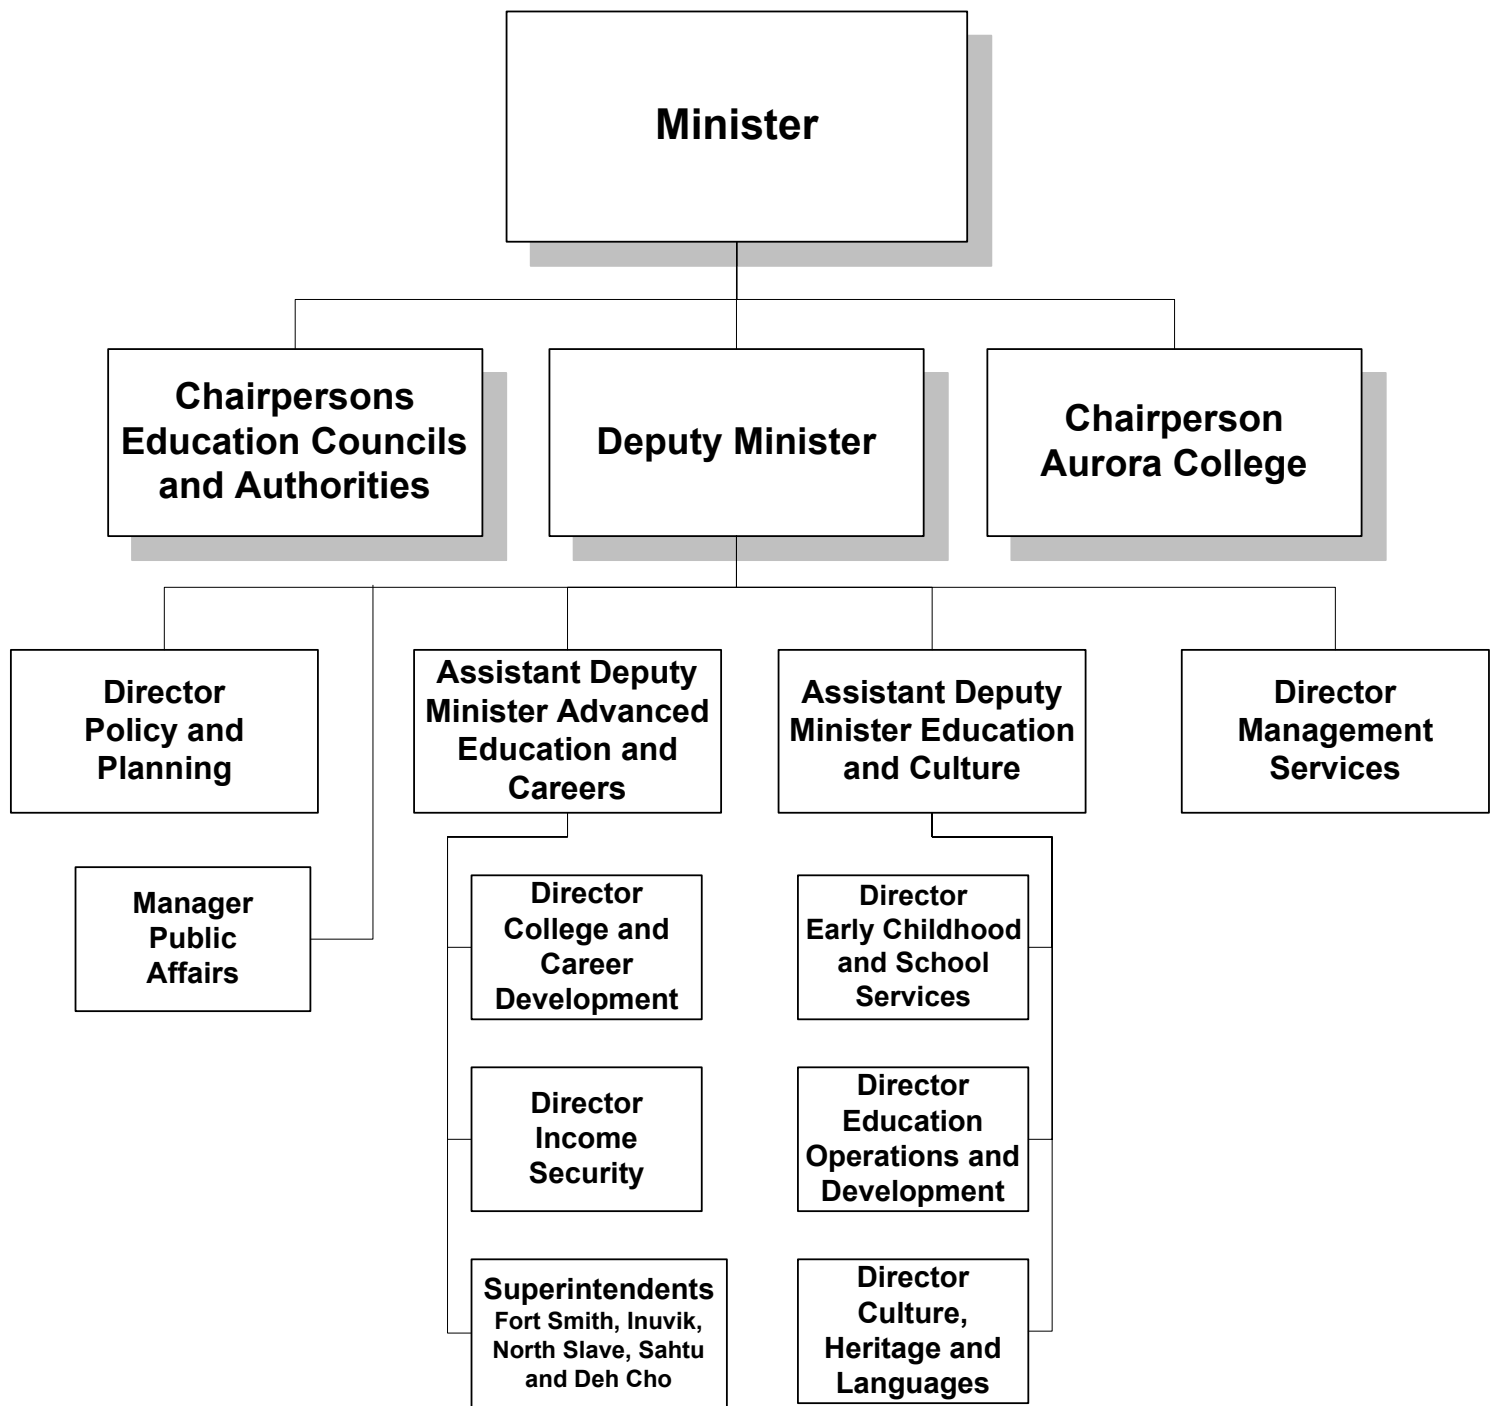 Minister
Chairpersons
Education Councils
and Authorities
Deputy Minister
Chairperson
Aurora College
Director
Policy and
Planning
Assistant Deputy
Minister Advanced
Education and
Careers
Assistant Deputy
Minister Education
and Culture
Director
Management
Services
Manager
Public
Affairs
Director
College and
Career
Development
Director
Early Childhood
and School
Services
Director
Income
Security
Director
Education
Operations and
Development
Superintendents
Fort Smith, Inuvik,
North Slave, Sahtu
and Deh Cho
Director
Culture,
Heritage and
Languages